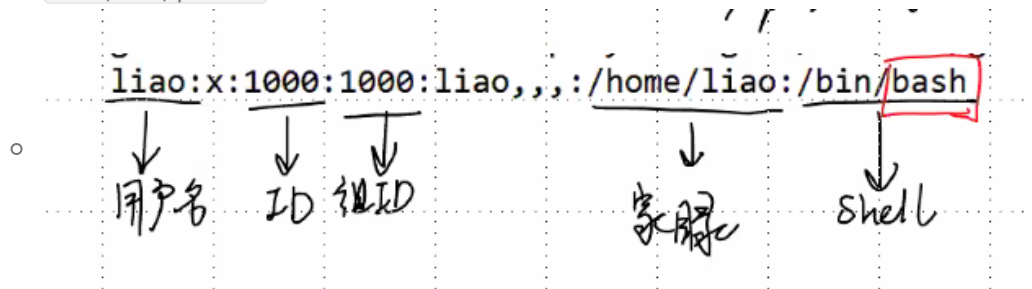 liao:x:1000:1000:liao,,,:/home/liao:/bin/bash
用户名 ID 组ID 家目录 Shell